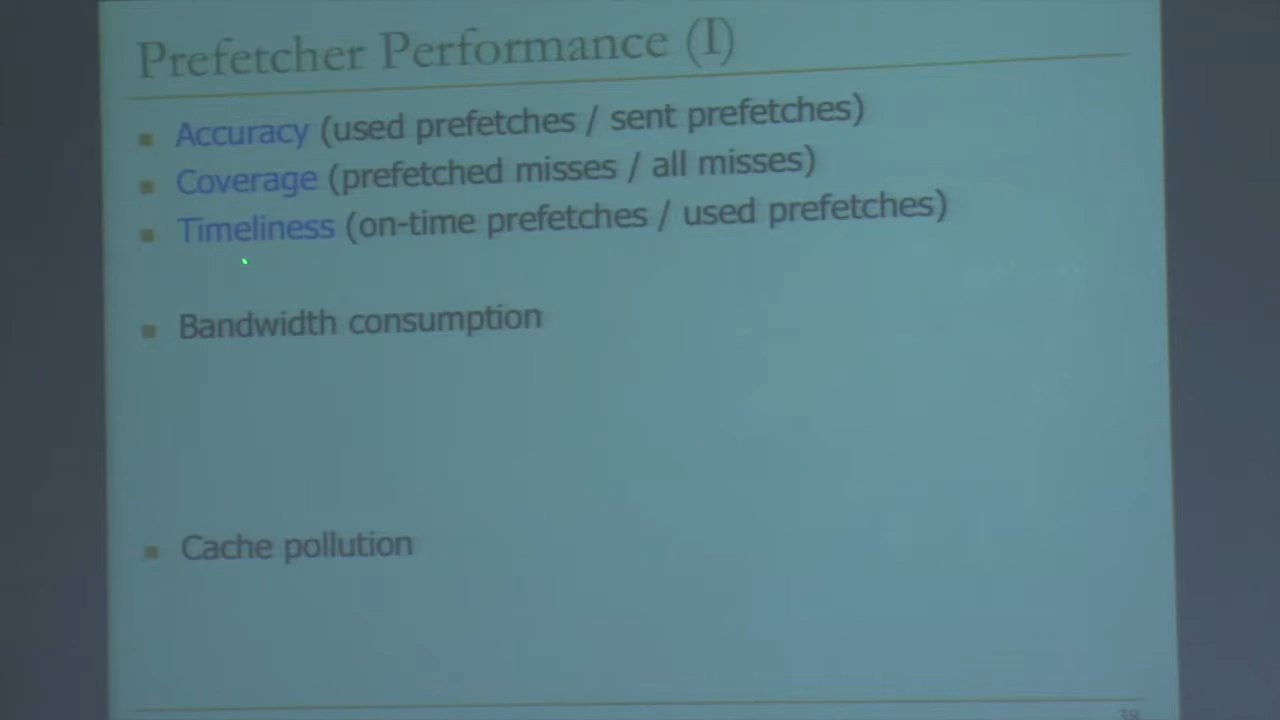 Prefetcher Performance (I)
Accuracy (used prefetches / sent prefetches)
Coverage (prefetched misses / all misses)
Timeliness (on-time prefetches / used prefetches)
Bandwidth consumption
Cache pollution